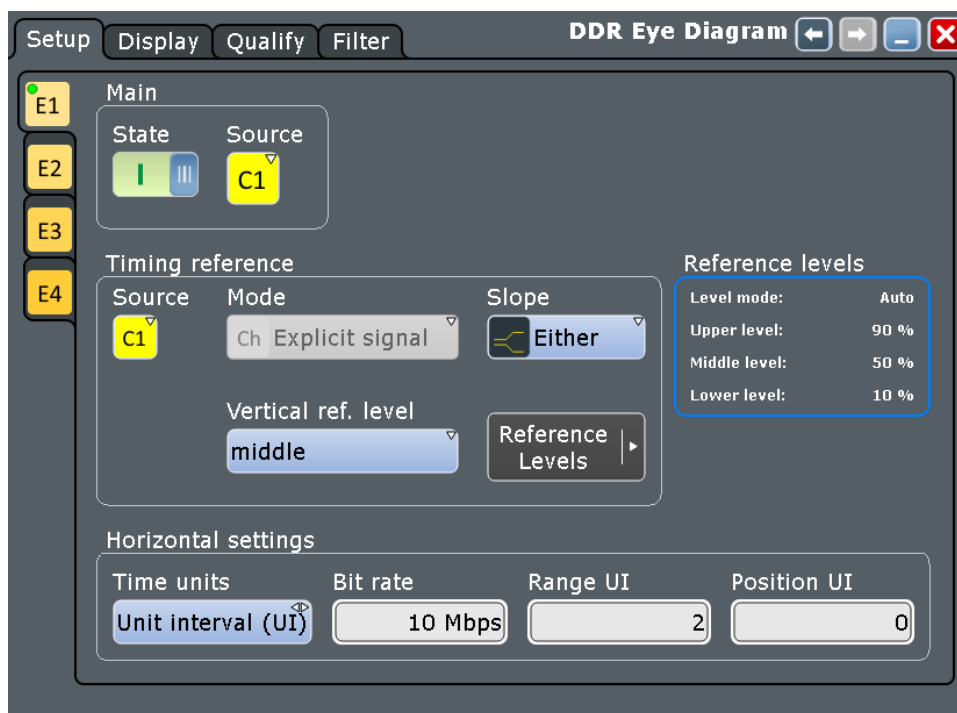 Setup Display Qualify Filter DDR Eye Diagram
E1
E2
E3
E4
Main
State Source
C1
Timing reference
Source Mode Slope
C1 Ch Explicit signal Either
Vertical ref. level
middle
Reference
Levels
Reference levels
Level mode: Auto
Upper level: 90 %
Middle level: 50 %
Lower level: 10 %
Horizontal settings
Time units Bit rate Range UI Position UI
Unit interval (UI) 10 Mbps 2 0